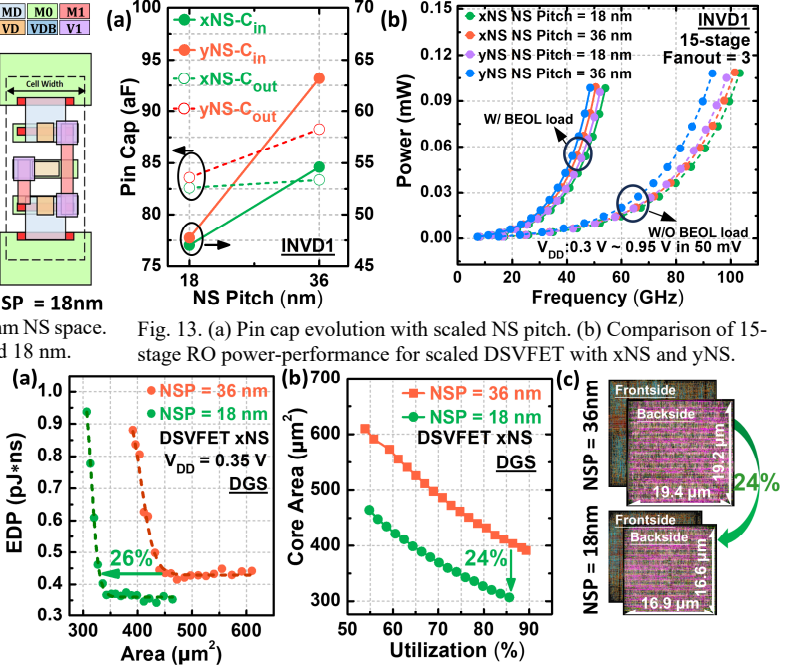 MD M0 M1
VD VDB V1
Cell Width
SP = 18nm
nm NS space.
d 18 nm.
(a)
Pin Cap (aF)
100
95
90
85
80
75
70
65
60
55
50
45
xNS-Cin
yNS-Cin
xNS-Cout
yNS-Cout
INVD1
18 36
NS Pitch (nm)
(b)
Power (mW)
0.15
0.12
0.09
0.06
0.03
0.00
xNS NS Pitch = 18 nm
xNS NS Pitch = 36 nm
yNS NS Pitch = 18 nm
yNS NS Pitch = 36 nm
INVD1
15-stage
Fanout = 3
W/ BEOL load
W/O BEOL load
VDD:0.3 V ~ 0.95 V in 50 mV
0 20 40 60 80 100
Frequency (GHz)
Fig. 13. (a) Pin cap evolution with scaled NS pitch. (b) Comparison of 15-
stage RO power-performance for scaled DSVFET with xNS and yNS.
(a)
EDP (pJ*ns)
1.0
0.9
0.8
0.7
0.6
0.5
0.4
0.3
NSP = 36 nm
NSP = 18 nm
DSVFET xNS
VDD = 0.35 V
DGS
26%
300 400 500 600
Area (µm²)
(b)
Core Area (µm²)
700
600
500
400
300
NSP = 36 nm
NSP = 18 nm
DSVFET xNS
DGS
24%
50 60 70 80 90
Utilization (%)
(c)
NSP = 36nm
Frontside
Backside
19.2 µm
19.4 µm
24%
NSP = 18nm
Frontside
Backside
16.6 µm
16.9 µm